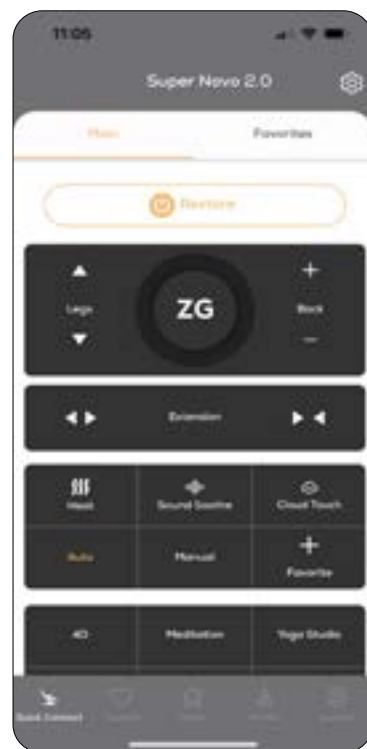 11:05
Super Novo 2.0
Main Favorites
Restore
Legs ZG Back
Extension
Heat Sound Soothe Cloud Touch
Auto Manual Favorite
4D Meditation Yoga Studio
Quick Connect